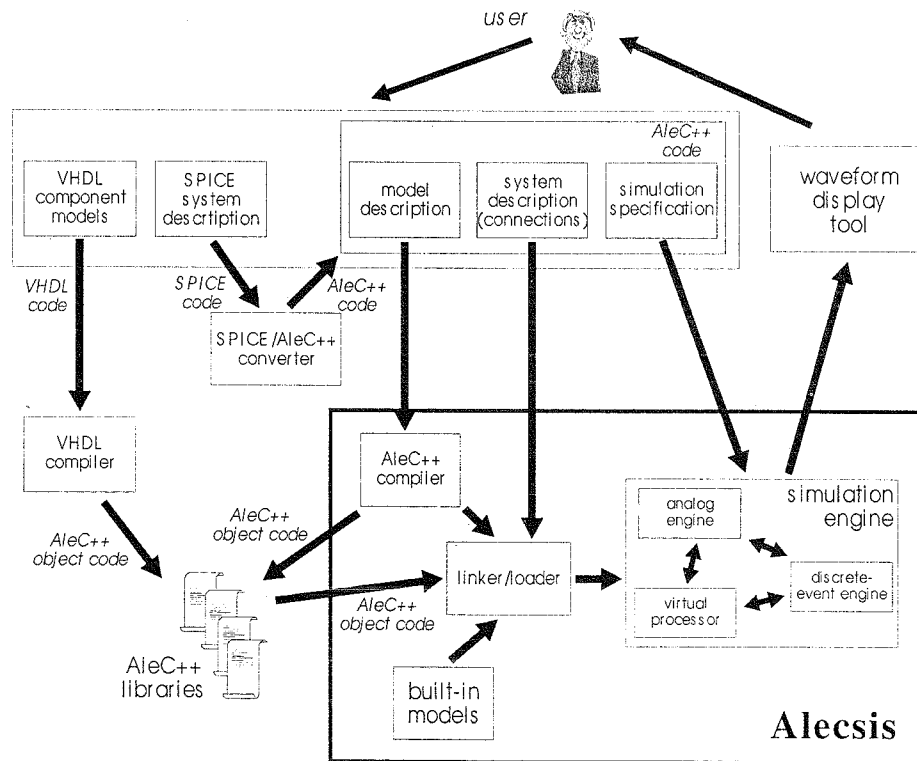 user
AleC++
code
VHDL
component
models
SPICE
system
descrtiption
model
description
system
description
(connections)
simulation
specification
waveform
display
tool
VHDL
code
SPICE
code
AleC++
code
SPICE/AleC++
converter
VHDL
compiler
AleC++
compiler
simulation
engine
analog
engine
discrete-
event engine
virtual
processor
AleC++
object code
AleC++
object code
linker/loader
AleC++
object code
AleC++
libraries
built-in
models
Alecsis